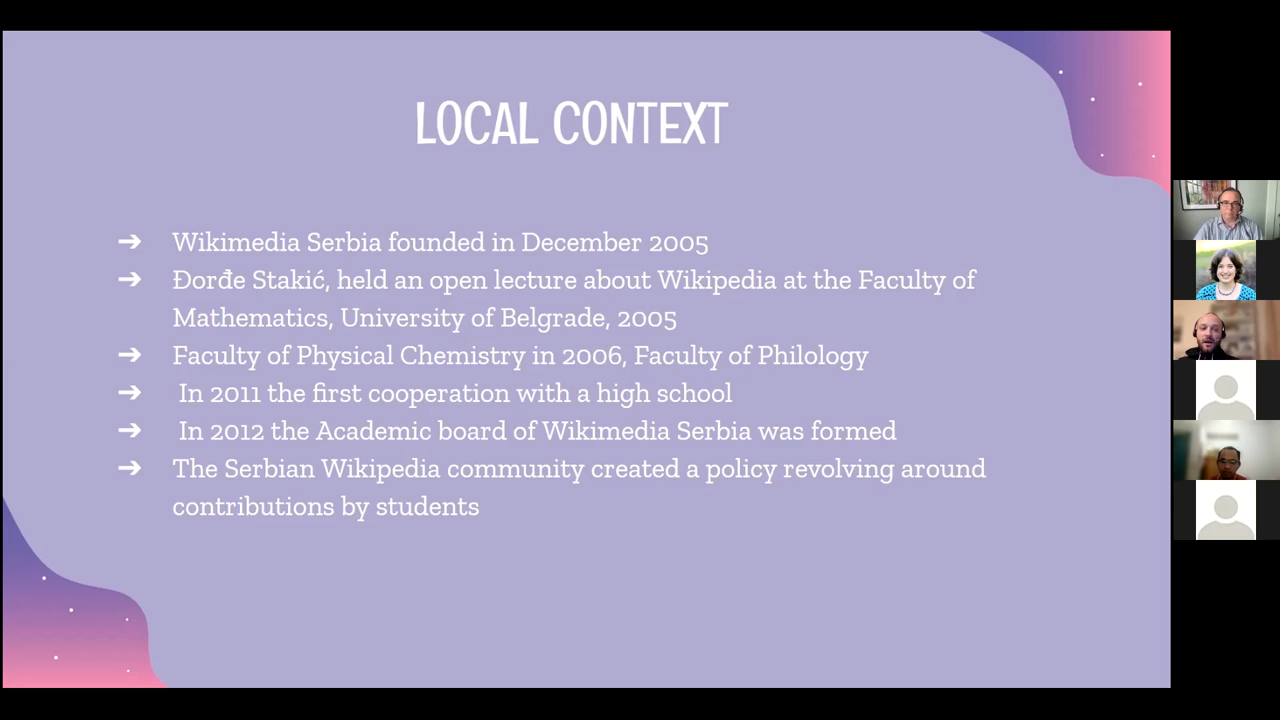 LOCAL CONTEXT
➔ Wikimedia Serbia founded in December 2005
➔ Đorđe Stakić, held an open lecture about Wikipedia at the Faculty of
Mathematics, University of Belgrade, 2005
➔ Faculty of Physical Chemistry in 2006, Faculty of Philology
➔ In 2011 the first cooperation with a high school
➔ In 2012 the Academic board of Wikimedia Serbia was formed
➔ The Serbian Wikipedia community created a policy revolving around
contributions by students